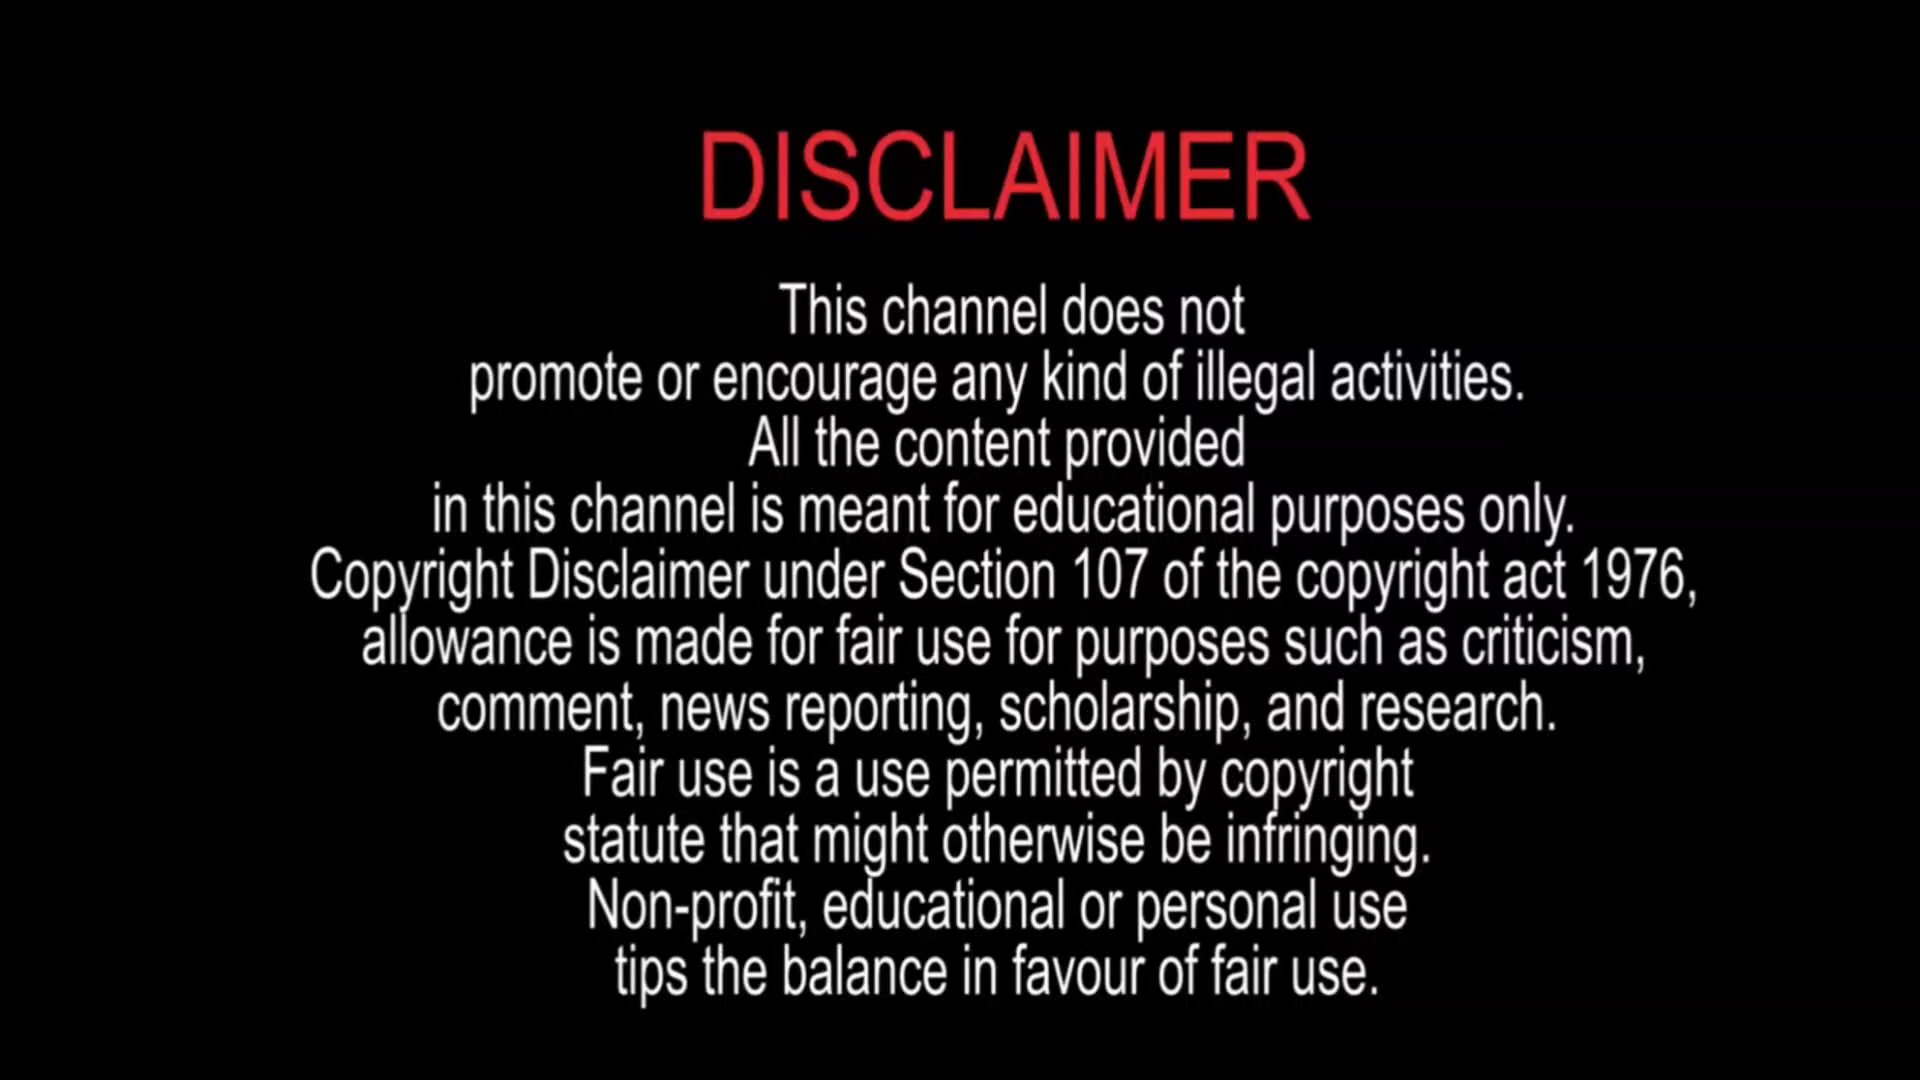 DISCLAIMER
This channel does not
promote or encourage any kind of illegal activities.
All the content provided
in this channel is meant for educational purposes only.
Copyright Disclaimer under Section 107 of the copyright act 1976,
allowance is made for fair use for purposes such as criticism,
comment, news reporting, scholarship, and research.
Fair use is a use permitted by copyright
statute that might otherwise be infringing.
Non-profit, educational or personal use
tips the balance in favour of fair use.